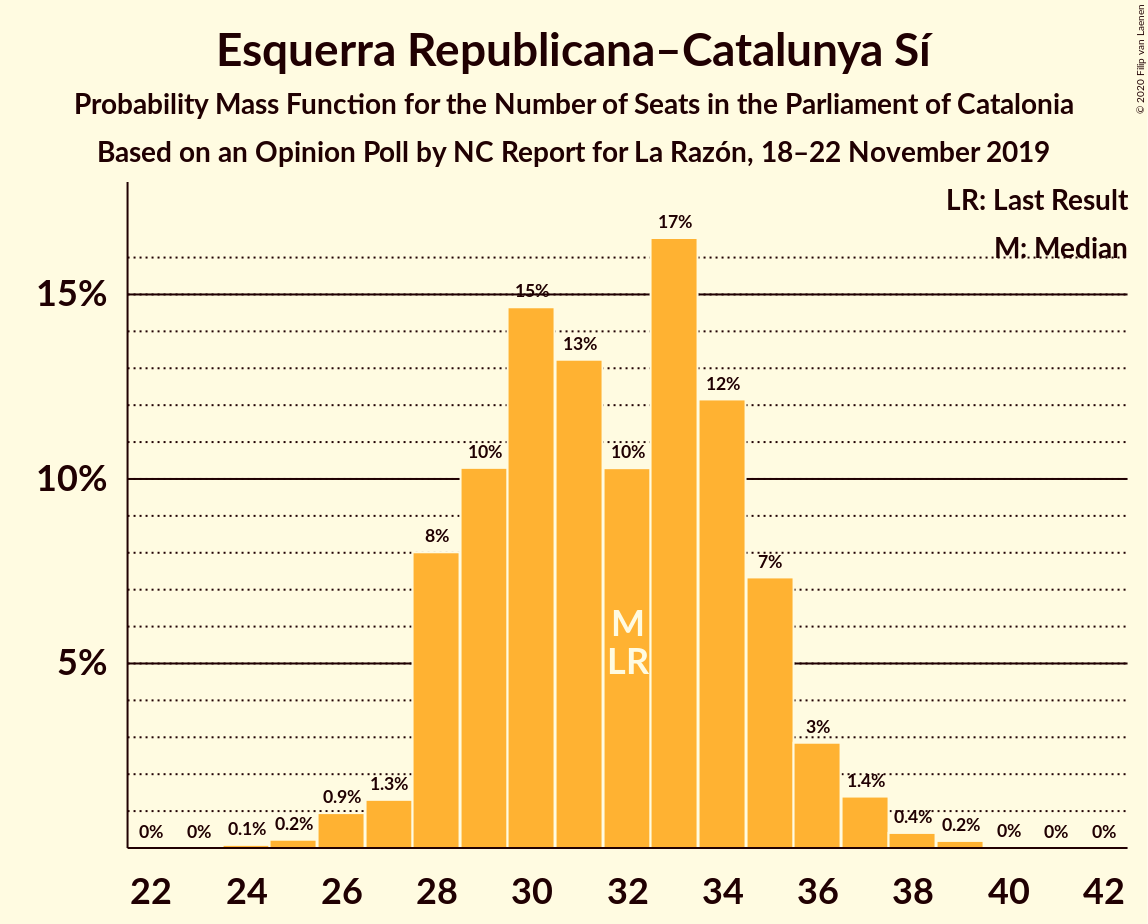 Esquerra Republicana–Catalunya Sí
Probability Mass Function for the Number of Seats in the Parliament of Catalonia
Based on an Opinion Poll by NC Report for La Razón, 18–22 November 2019
© 2020 Filip van Laenen
LR: Last Result
M: Median
15%
10%
5%
0%
0%
0.1%
0.2%
0.9%
1.3%
8%
10%
15%
13%
10%
17%
12%
7%
3%
1.4%
0.4%
0.2%
0%
0%
0%
M
LR
22 24 26 28 30 32 34 36 38 40 42